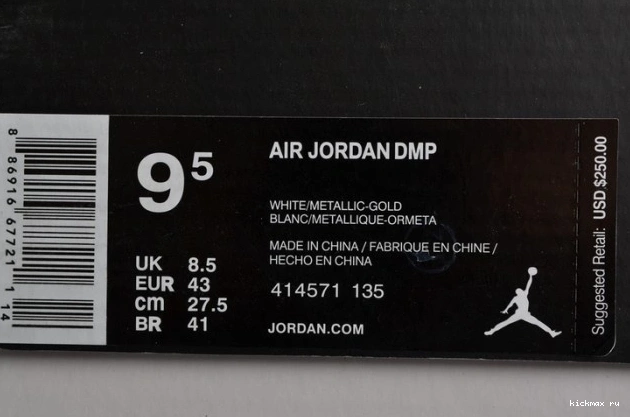 8 86916 67721 1 14
9⁵
UK 8.5
EUR 43
cm 27.5
BR 41
AIR JORDAN DMP
WHITE/METALLIC-GOLD
BLANC/METALLIQUE-ORMETA
MADE IN CHINA / FABRIQUE EN CHINE /
HECHO EN CHINA
414571 135
JORDAN.COM
Suggested Retail: USD $250.00
kickmax ru